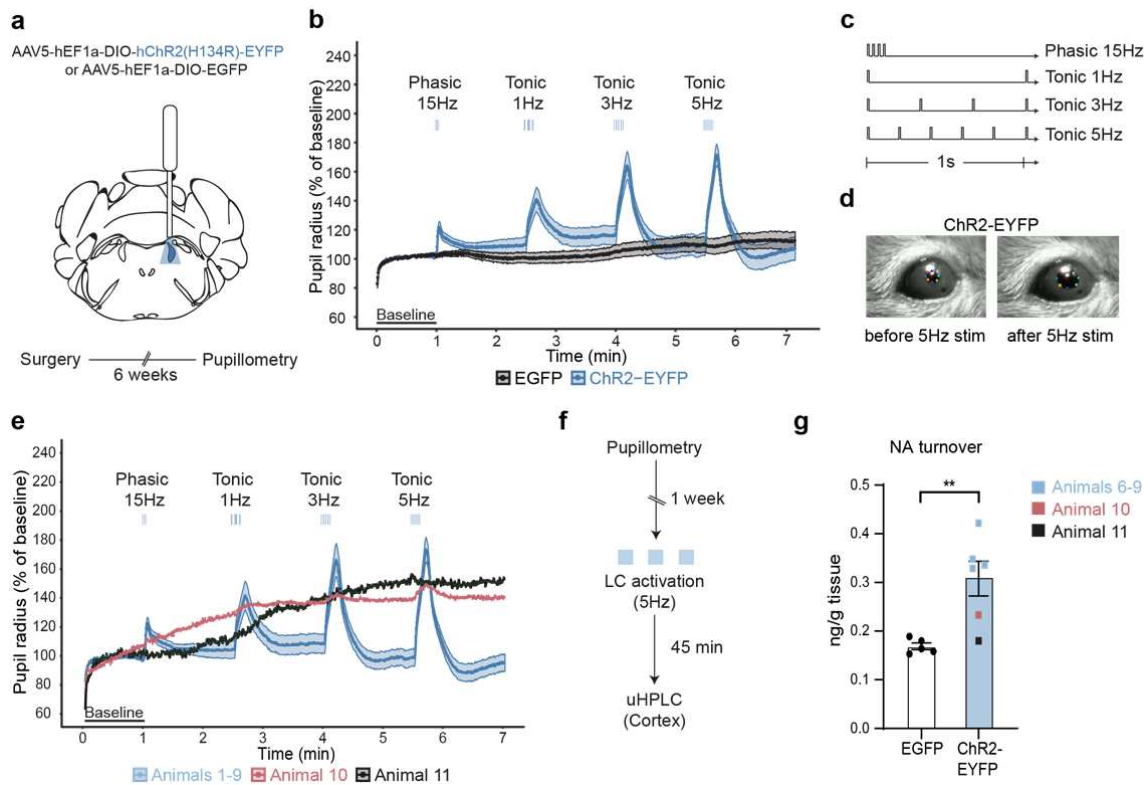 a
AAV5-hEF1a-DIO-hChR2(H134R)-EYFP
or AAV5-hEF1a-DIO-EGFP
Surgery
Pupillometry
6 weeks
b
Pupil radius (% of baseline)
240
220
200
180
160
140
120
100
80
60
Phasic
15Hz
Tonic
1Hz
Tonic
3Hz
Tonic
5Hz
Baseline
0 1 2 3 4 5 6 7
Time (min)
EGFP ChR2−EYFP
c
Phasic 15Hz
Tonic 1Hz
Tonic 3Hz
Tonic 5Hz
1s
d
ChR2-EYFP
before 5Hz stim after 5Hz stim
e
Pupil radius (% of baseline)
240
220
200
180
160
140
120
100
80
60
Phasic
15Hz
Tonic
1Hz
Tonic
3Hz
Tonic
5Hz
Baseline
0 1 2 3 4 5 6 7
Time (min)
Animals 1-9 Animal 10 Animal 11
f
Pupillometry
1 week
LC activation
(5Hz)
45 min
uHPLC
(Cortex)
g
NA turnover
ng/g tissue
0.5
0.4
0.3
0.2
0.1
0.0
**
EGFP
ChR2-
EYFP
Animals 6-9
Animal 10
Animal 11